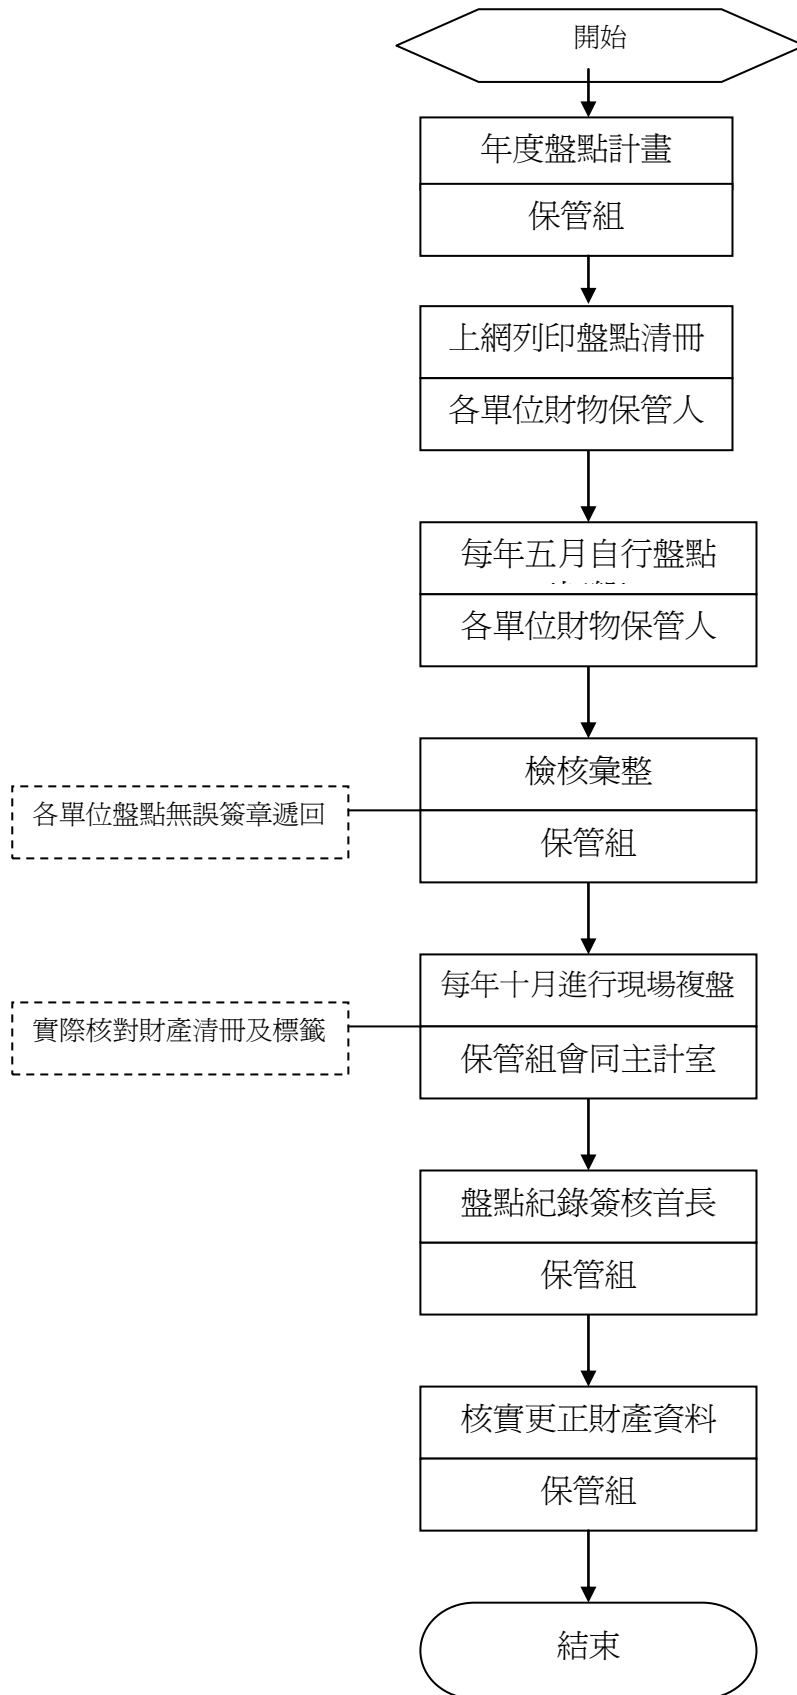 開始
年度盤點計畫
保管組
上網列印盤點清冊
各單位財物保管人
每年五月自行盤點
各單位財物保管人
檢核彙整
各單位盤點無誤簽章遞回
保管組
每年十月進行現場複盤
實際核對財產清冊及標籤
保管組會同主計室
盤點紀錄簽核首長
保管組
核實更正財產資料
保管組
結束